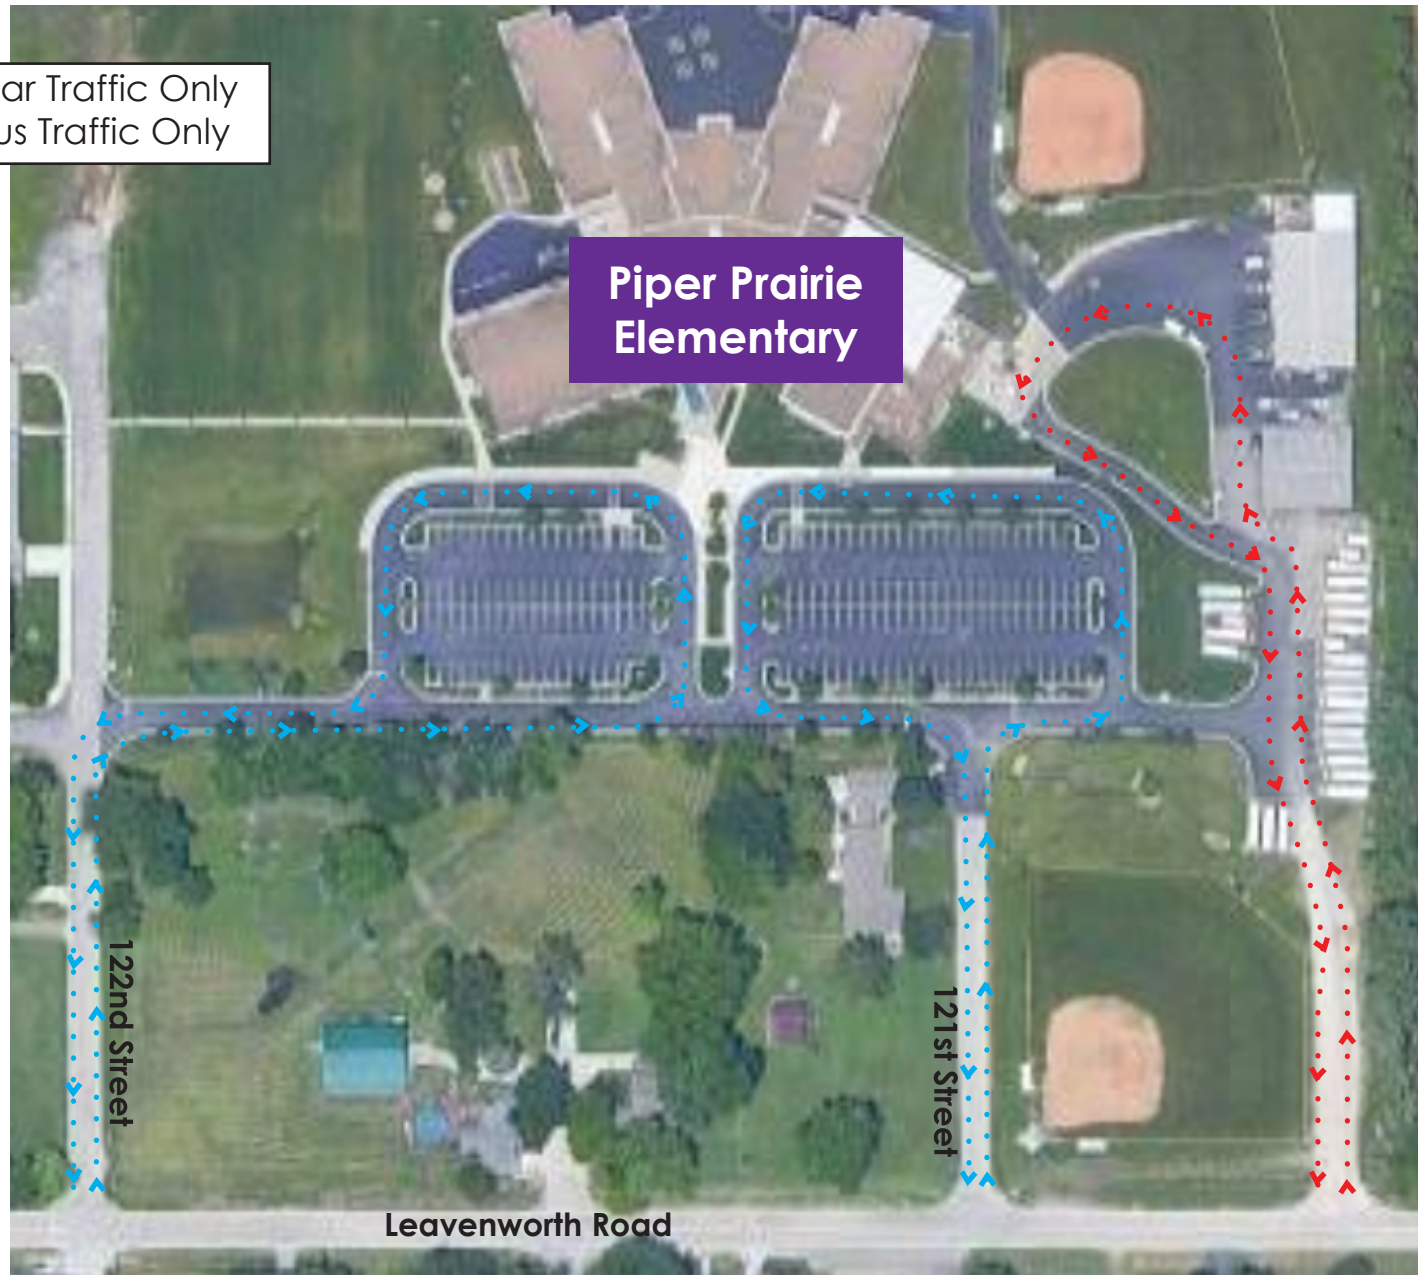 ar Traffic Only
us Traffic Only
Piper Prairie
Elementary
122nd Street
121st Street
Leavenworth Road